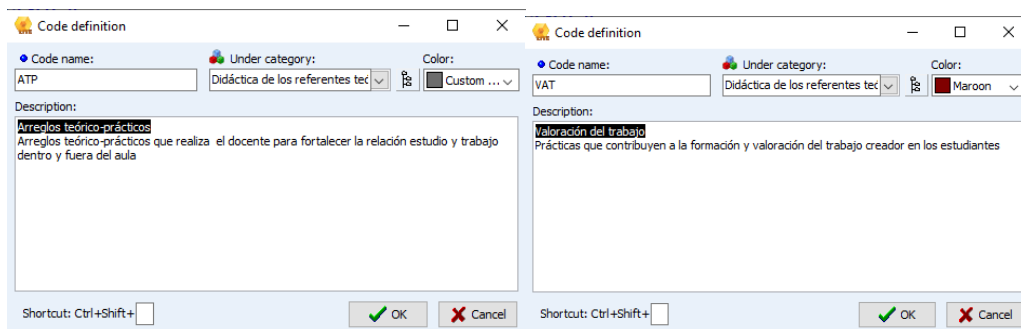 Code definition
Code name:
Under category:
Color:
ATP
Didáctica de los referentes tec
Custom ...
Description:
Arreglos teórico-prácticos
Arreglos teórico-prácticos que realiza el docente para fortalecer la relación estudio y trabajo
dentro y fuera del aula
Shortcut: Ctrl+Shift+
OK
Cancel
Code definition
Code name:
Under category:
Color:
VAT
Didáctica de los referentes tec
Maroon
Description:
Valoración del trabajo
Prácticas que contribuyen a la formación y valoración del trabajo creador en los estudiantes
Shortcut: Ctrl+Shift+
OK
Cancel